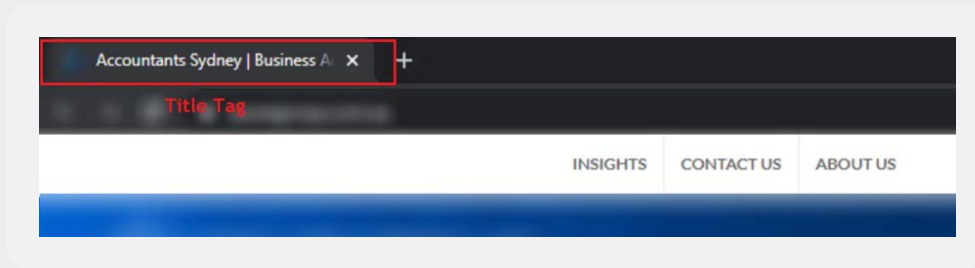 Accountants Sydney | Business A
Title Tag
INSIGHTS CONTACT US ABOUT US